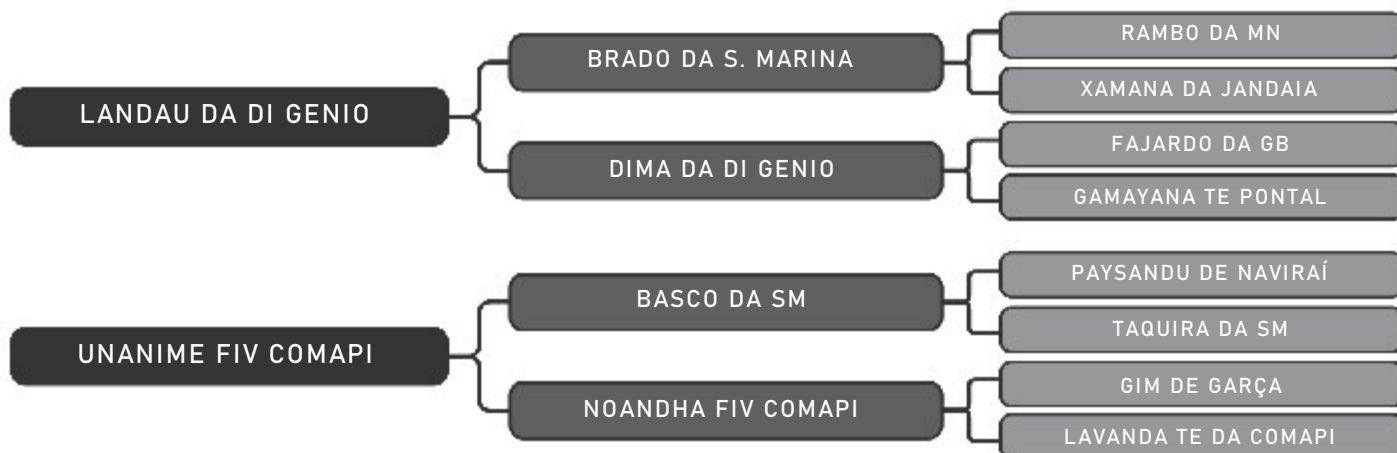 LANDAU DA DI GENIO
BRADO DA S. MARINA
RAMBO DA MN
XAMANA DA JANDAIA
DIMA DA DI GENIO
FAJARDO DA GB
GAMAYANA TE PONTAL
UNANIME FIV COMAPI
BASCO DA SM
PAYSANDU DE NAVIRAÍ
TAQUIRA DA SM
NOANDHA FIV COMAPI
GIM DE GARÇA
LAVANDA TE DA COMAPI